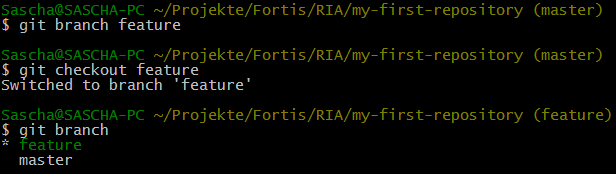 Sascha@SASCHA-PC ~/Projekte/Fortis/RIA/my-first-repository (master)
$ git branch feature
Sascha@SASCHA-PC ~/Projekte/Fortis/RIA/my-first-repository (master)
$ git checkout feature
Switched to branch 'feature'
Sascha@SASCHA-PC ~/Projekte/Fortis/RIA/my-first-repository (feature)
$ git branch
* feature
  master